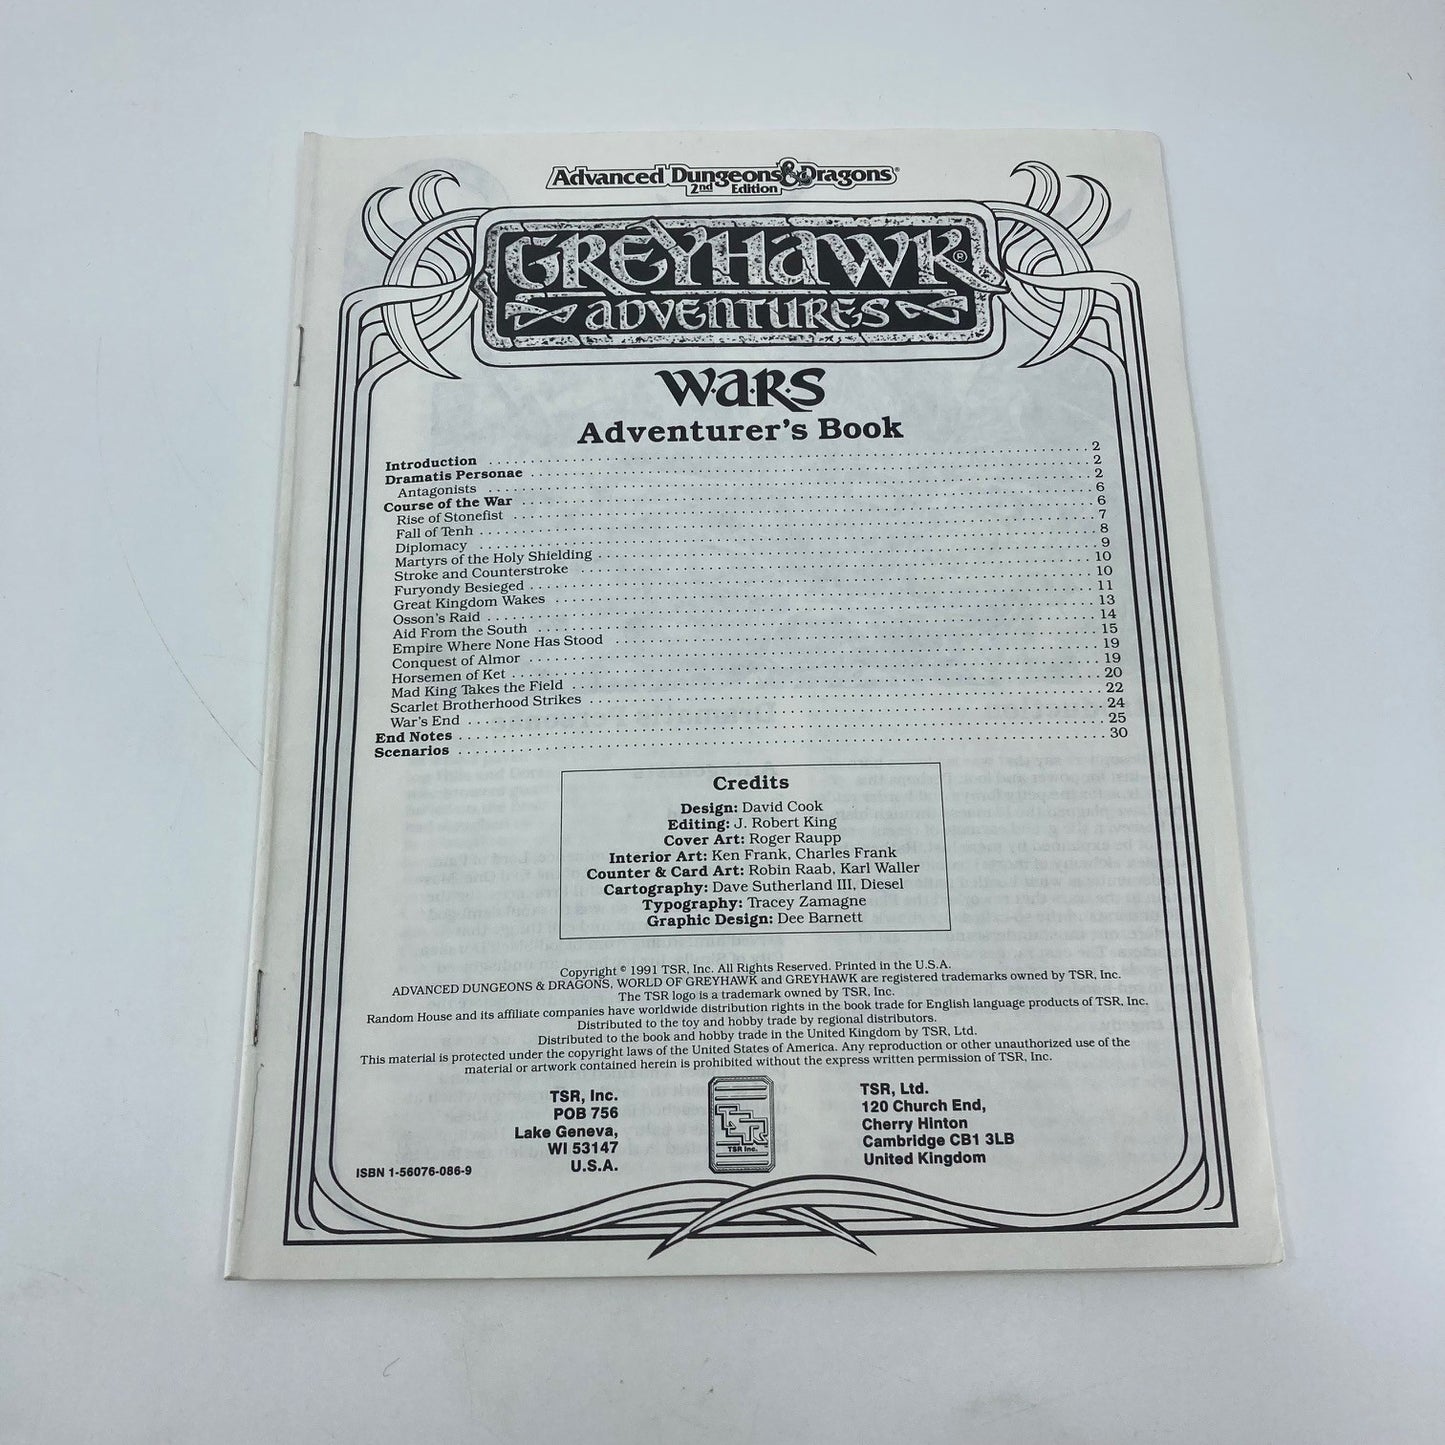 Advanced Dungeons & Dragons®
2nd Edition
GREYHAWK®
ADVENTURES
W·A·R·S
Adventurer's Book
Introduction . . . . . . . . . . 2
Dramatis Personae . . . . . . . . . . 2
Antagonists . . . . . . . . . . 2
Course of the War . . . . . . . . . . 6
Rise of Stonefist . . . . . . . . . . 6
Fall of Tenh . . . . . . . . . . 7
Diplomacy . . . . . . . . . . 8
Martyrs of the Holy Shielding . . . . . . . . . . 9
Stroke and Counterstroke . . . . . . . . . . 10
Furyondy Besieged . . . . . . . . . . 10
Great Kingdom Wakes . . . . . . . . . . 11
Osson's Raid . . . . . . . . . . 13
Aid From the South . . . . . . . . . . 14
Empire Where None Has Stood . . . . . . . . . . 15
Conquest of Almor . . . . . . . . . . 19
Horsemen of Ket . . . . . . . . . . 19
Mad King Takes the Field . . . . . . . . . . 20
Scarlet Brotherhood Strikes . . . . . . . . . . 22
War's End . . . . . . . . . . 24
End Notes . . . . . . . . . . 25
Scenarios . . . . . . . . . . 30
Credits
Design: David Cook
Editing: J. Robert King
Cover Art: Roger Raupp
Interior Art: Ken Frank, Charles Frank
Counter & Card Art: Robin Raab, Karl Waller
Cartography: Dave Sutherland III, Diesel
Typography: Tracey Zamagne
Graphic Design: Dee Barnett
Copyright © 1991 TSR, Inc. All Rights Reserved. Printed in the U.S.A.
ADVANCED DUNGEONS & DRAGONS, WORLD OF GREYHAWK and GREYHAWK are registered trademarks owned by TSR, Inc.
The TSR logo is a trademark owned by TSR, Inc.
Random House and its affiliate companies have worldwide distribution rights in the book trade for English language products of TSR, Inc.
Distributed to the toy and hobby trade by regional distributors.
Distributed to the book and hobby trade in the United Kingdom by TSR, Ltd.
This material is protected under the copyright laws of the United States of America. Any reproduction or other unauthorized use of the
material or artwork contained herein is prohibited without the express written permission of TSR, Inc.
ISBN 1-56076-086-9
TSR, Inc.
POB 756
Lake Geneva,
WI 53147
U.S.A.
TSR
TSR Inc.
TSR, Ltd.
120 Church End,
Cherry Hinton
Cambridge CB1 3LB
United Kingdom